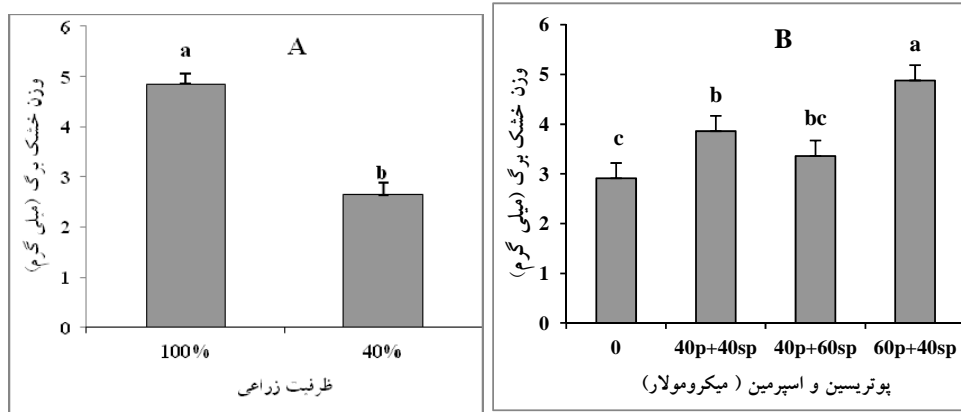 A
وزن خشک برگ (میلی گرم)
6
5
4
3
2
1
0
a
b
100%
40%
ظرفیت زراعی
B
وزن خشک برگ (میلی گرم)
6
5
4
3
2
1
0
c
b
bc
a
0
40p+40sp
40p+60sp
60p+40sp
پوتریسین و اسپرمین ( میکرومولار)